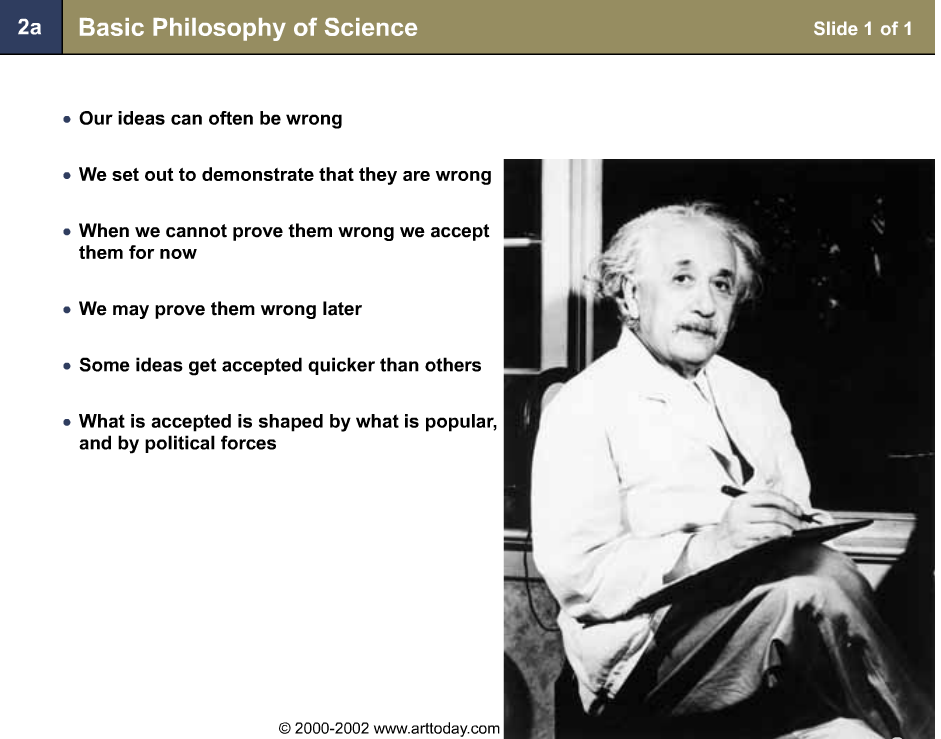 2a
Basic Philosophy of Science
Slide 1 of 1
• Our ideas can often be wrong
• We set out to demonstrate that they are wrong
• When we cannot prove them wrong we accept
them for now
• We may prove them wrong later
• Some ideas get accepted quicker than others
• What is accepted is shaped by what is popular,
and by political forces
© 2000-2002 www.arttoday.com